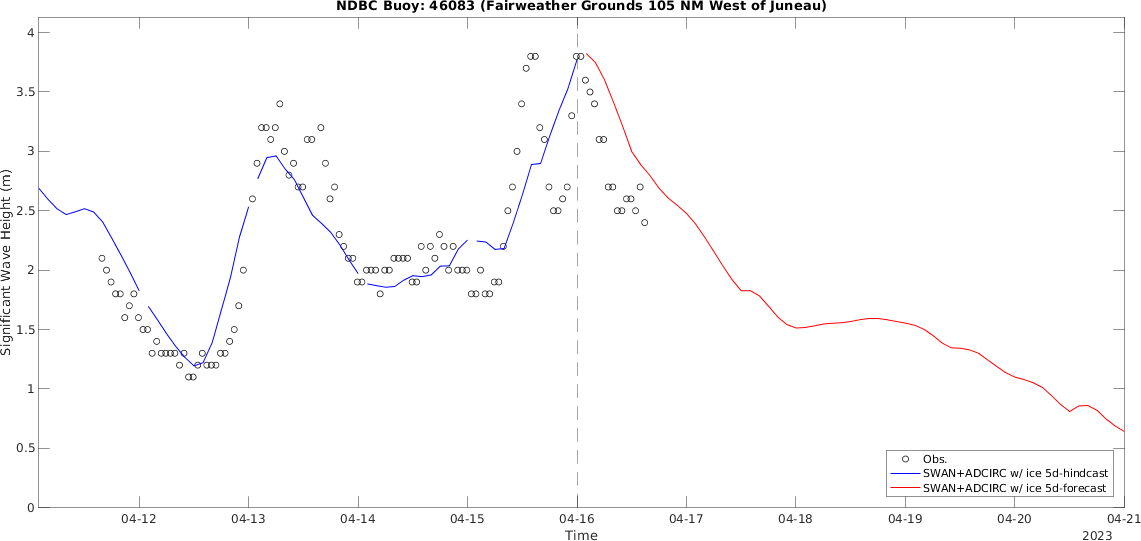 NDBC Buoy: 46083 (Fairweather Grounds 105 NM West of Juneau)
4
3.5
3
2.5
2
1.5
1
0.5
0
Significant Wave Height (m)
Obs.
SWAN+ADCIRC w/ ice 5d-hindcast
SWAN+ADCIRC w/ ice 5d-forecast
04-12 04-13 04-14 04-15 04-16 04-17 04-18 04-19 04-20 04-21
Time
2023